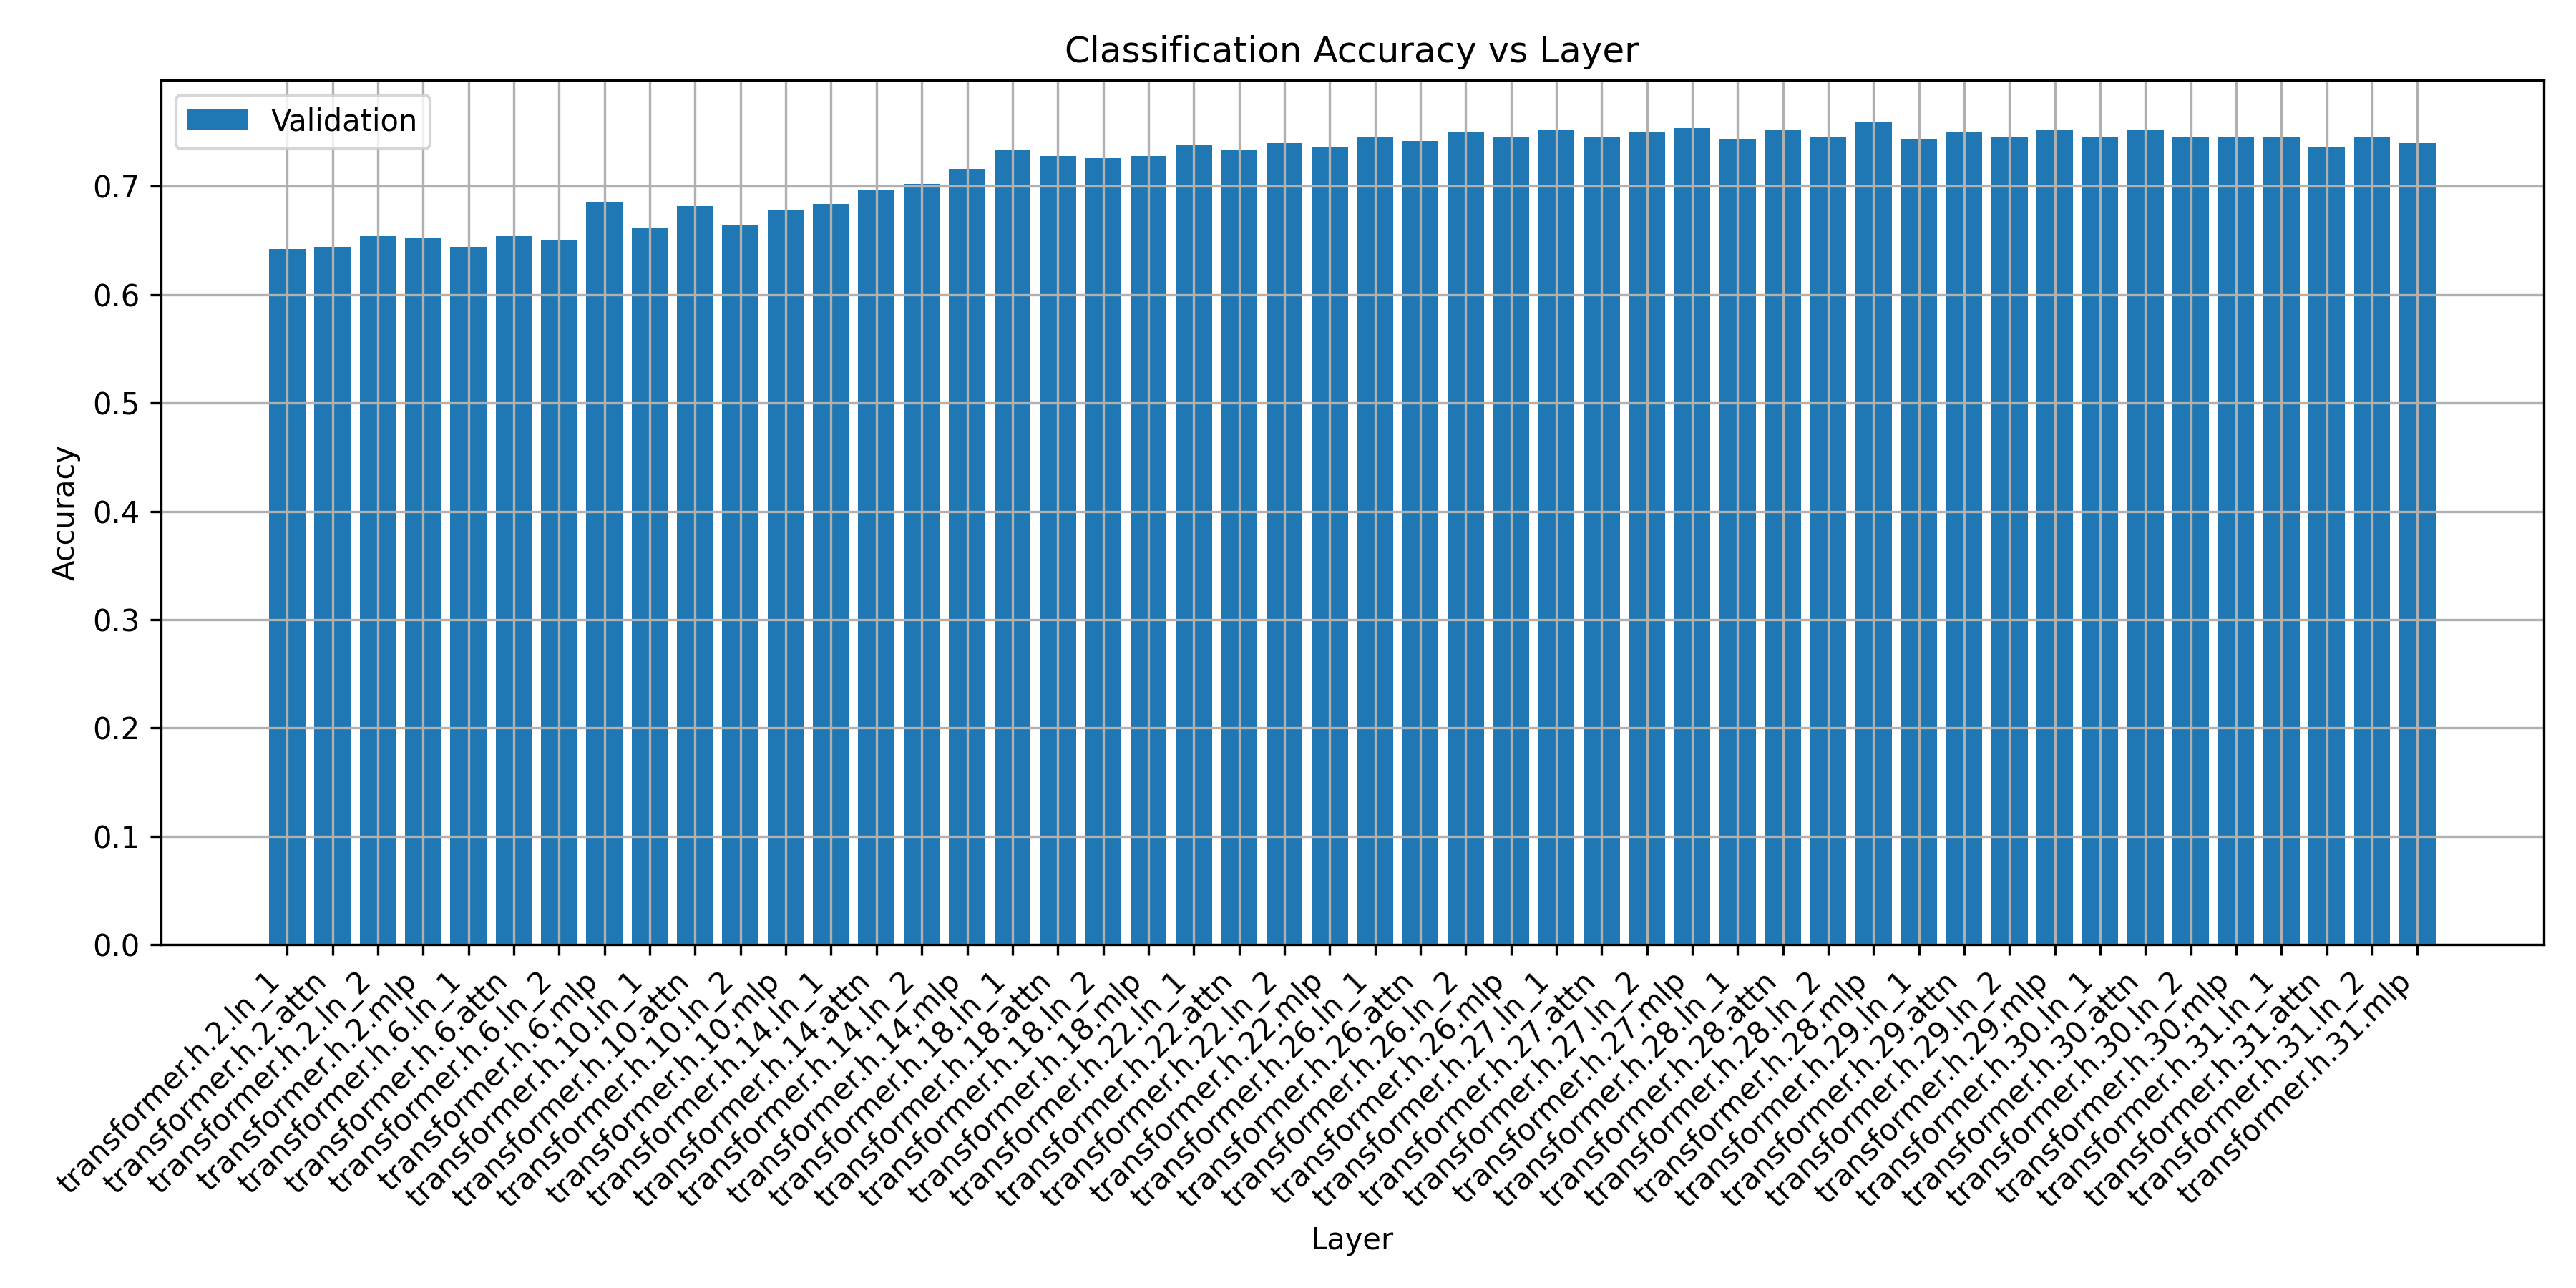 Classification Accuracy vs Layer
Validation
Accuracy
0.7
0.6
0.5
0.4
0.3
0.2
0.1
0.0
transformer.h.2.ln_1
transformer.h.2.attn
transformer.h.2.ln_2
transformer.h.2.mlp
transformer.h.6.ln_1
transformer.h.6.attn
transformer.h.6.ln_2
transformer.h.6.mlp
transformer.h.10.ln_1
transformer.h.10.attn
transformer.h.10.ln_2
transformer.h.10.mlp
transformer.h.14.ln_1
transformer.h.14.attn
transformer.h.14.ln_2
transformer.h.14.mlp
transformer.h.18.ln_1
transformer.h.18.attn
transformer.h.18.ln_2
transformer.h.18.mlp
transformer.h.22.ln_1
transformer.h.22.attn
transformer.h.22.ln_2
transformer.h.22.mlp
transformer.h.26.ln_1
transformer.h.26.attn
transformer.h.26.ln_2
transformer.h.26.mlp
transformer.h.27.ln_1
transformer.h.27.attn
transformer.h.27.ln_2
transformer.h.27.mlp
transformer.h.28.ln_1
transformer.h.28.attn
transformer.h.28.ln_2
transformer.h.28.mlp
transformer.h.29.ln_1
transformer.h.29.attn
transformer.h.29.ln_2
transformer.h.29.mlp
transformer.h.30.ln_1
transformer.h.30.attn
transformer.h.30.ln_2
transformer.h.30.mlp
transformer.h.31.ln_1
transformer.h.31.attn
transformer.h.31.ln_2
transformer.h.31.mlp
Layer